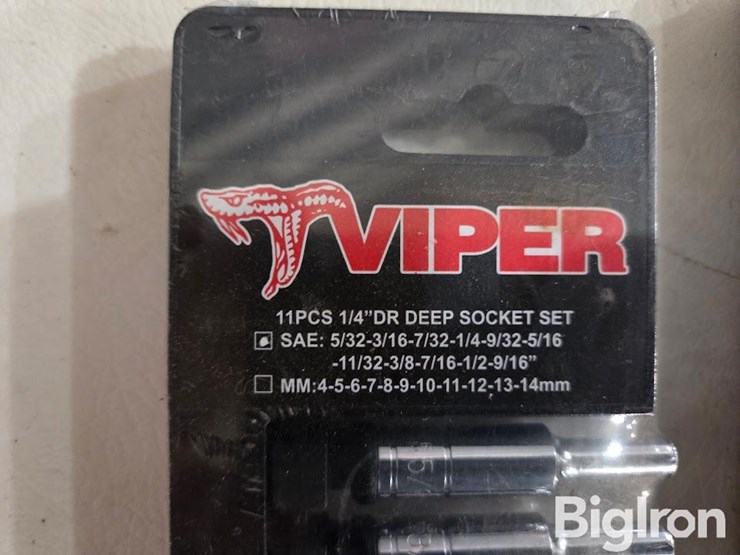 VIPER
11PCS 1/4”DR DEEP SOCKET SET
SAE: 5/32-3/16-7/32-1/4-9/32-5/16
-11/32-3/8-7/16-1/2-9/16”
MM:4-5-6-7-8-9-10-11-12-13-14mm
BigIron